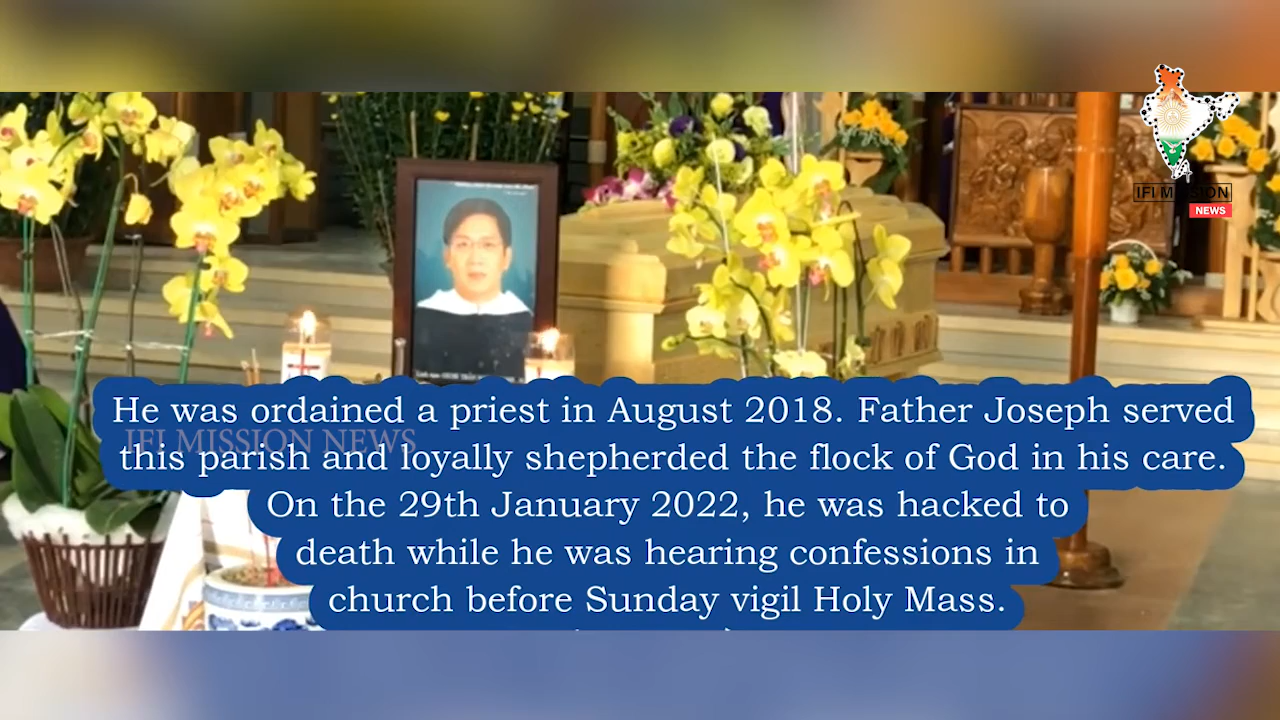 IFI MISSION
NEWS
He was ordained a priest in August 2018. Father Joseph served
IFI MISSION NEWS
this parish and loyally shepherded the flock of God in his care.
On the 29th January 2022, he was hacked to
death while he was hearing confessions in
church before Sunday vigil Holy Mass.